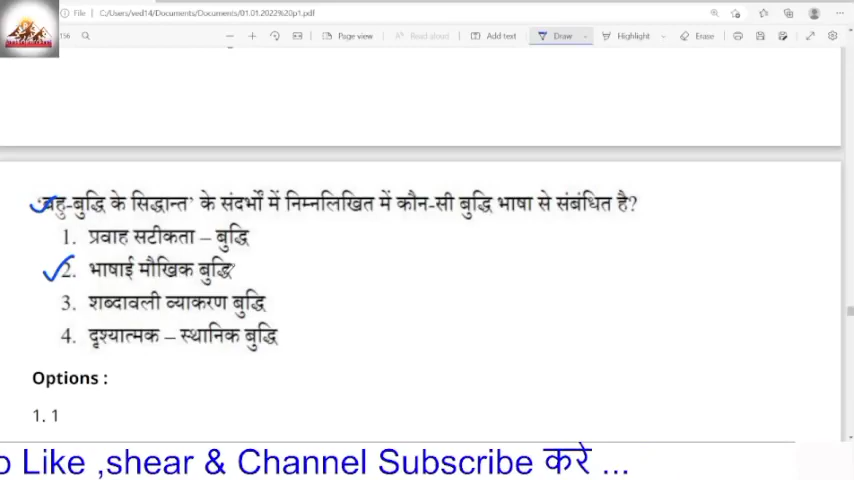 File | C:/Users/ved14/Documents/Documents/01.01.2022%20p1.pdf
156 Page view Read aloud Add text Draw Highlight Erase
‘बहु-बुद्धि के सिद्धान्त’ के संदर्भों में निम्नलिखित में कौन-सी बुद्धि भाषा से संबंधित है?
1. प्रवाह सटीकता – बुद्धि
2. भाषाई मौखिक बुद्धि
3. शब्दावली व्याकरण बुद्धि
4. दृश्यात्मक – स्थानिक बुद्धि
Options :
1. 1
o Like ,shear & Channel Subscribe करे ...